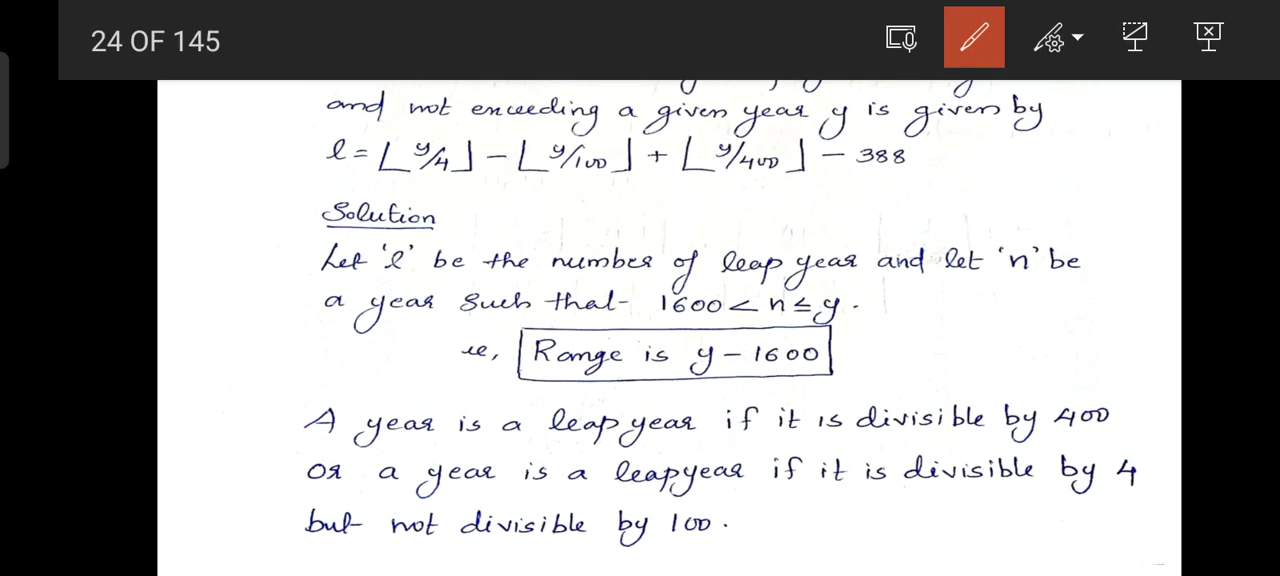 24 OF 145
and not exceeding a given year y is given by
l = ⌊y/4⌋ − ⌊y/100⌋ + ⌊y/400⌋ − 388
Solution
Let 'l' be the number of leap year and let 'n' be
a year such that 1600 < n ≤ y.
ie, Range is y − 1600
A year is a leap year if it is divisible by 400
or a year is a leapyear if it is divisible by 4
but not divisible by 100.